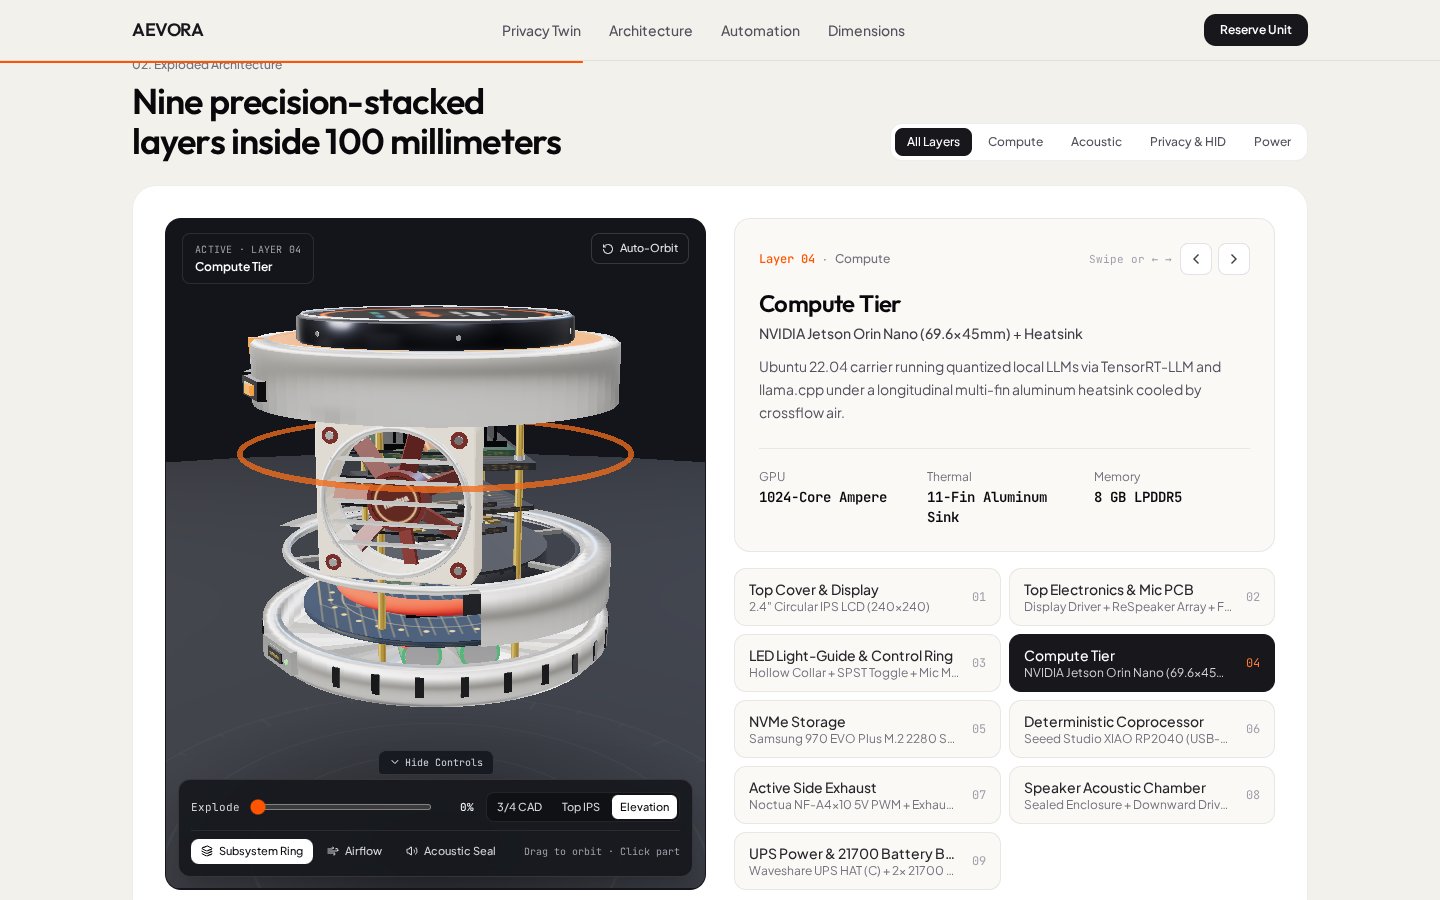 AEVORA
Privacy Twin
Architecture
Automation
Dimensions
Reserve Unit
02. Exploded Architecture
Nine precision-stacked
layers inside 100 millimeters
All Layers
Compute
Acoustic
Privacy & HID
Power
ACTIVE · LAYER 04
Compute Tier
Auto-Orbit
Hide Controls
Explode
0%
3/4 CAD
Top IPS
Elevation
Subsystem Ring
Airflow
Acoustic Seal
Drag to orbit · Click part
Layer 04 · Compute
Swipe or ← →
Compute Tier
NVIDIA Jetson Orin Nano (69.6×45mm) + Heatsink
Ubuntu 22.04 carrier running quantized local LLMs via TensorRT-LLM and
llama.cpp under a longitudinal multi-fin aluminum heatsink cooled by
crossflow air.
GPU
1024-Core Ampere
Thermal
11-Fin Aluminum
Sink
Memory
8 GB LPDDR5
Top Cover & Display
2.4" Circular IPS LCD (240×240)
01
Top Electronics & Mic PCB
Display Driver + ReSpeaker Array + F...
02
LED Light-Guide & Control Ring
Hollow Collar + SPST Toggle + Mic M...
03
Compute Tier
NVIDIA Jetson Orin Nano (69.6×45...
04
NVMe Storage
Samsung 970 EVO Plus M.2 2280 S...
05
Deterministic Coprocessor
Seeed Studio XIAO RP2040 (USB-...
06
Active Side Exhaust
Noctua NF-A4×10 5V PWM + Exhau...
07
Speaker Acoustic Chamber
Sealed Enclosure + Downward Driv...
08
UPS Power & 21700 Battery B...
Waveshare UPS HAT (C) + 2× 21700 ...
09